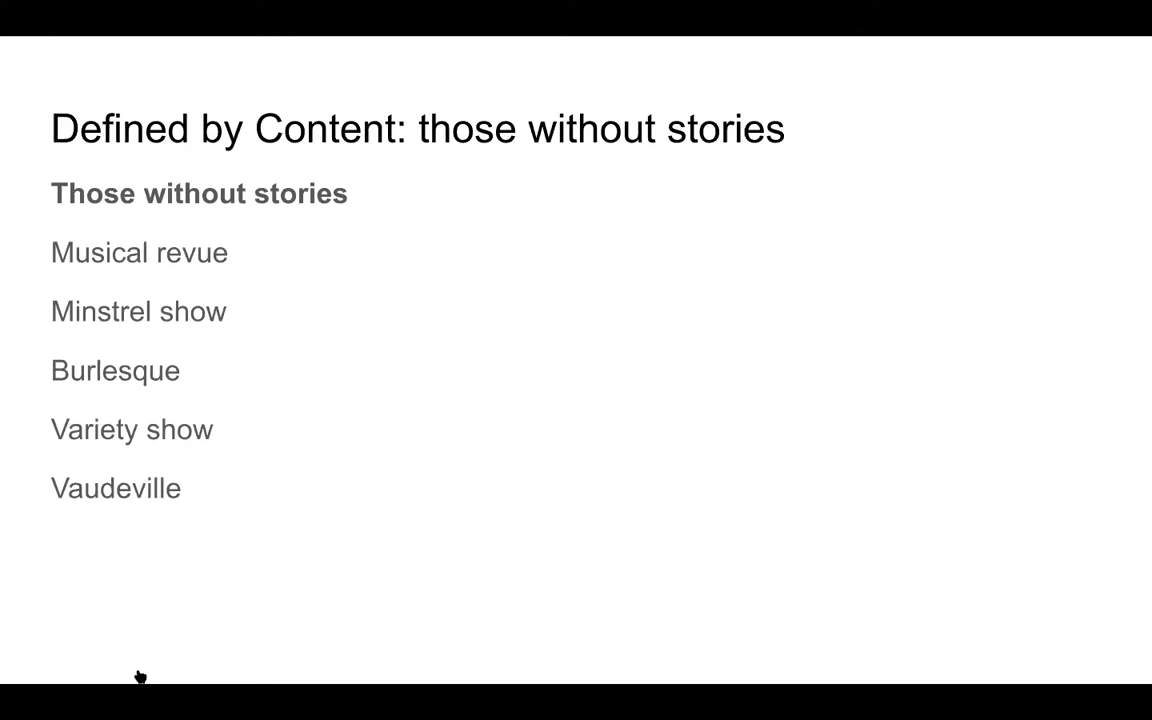 Defined by Content: those without stories
Those without stories
Musical revue
Minstrel show
Burlesque
Variety show
Vaudeville